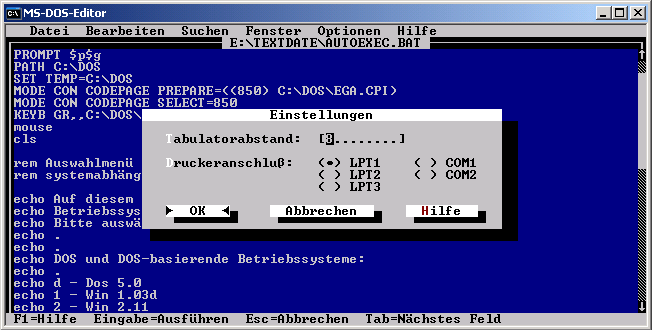 MS-DOS-Editor
Datei Bearbeiten Suchen Fenster Optionen Hilfe
E:\TEXTDATE\AUTOEXEC.BAT
PROMPT $p$g
PATH C:\DOS
SET TEMP=C:\DOS
MODE CON CODEPAGE PREPARE=((850) C:\DOS\EGA.CPI)
MODE CON CODEPAGE SELECT=850
KEYB GR,,C:\DOS\
mouse
cls
rem Auswahlmenü
rem systemabhäng
echo Auf diesem
echo Betriebssys
echo Bitte auswä
echo .
echo .
echo DOS und DOS-basierende Betriebssysteme:
echo .
echo d - Dos 5.0
echo 1 - Win 1.03d
echo 2 - Win 2.11
Einstellungen
Tabulatorabstand: [8........]
Druckeranschluß: (•) LPT1 ( ) COM1
( ) LPT2 ( ) COM2
( ) LPT3
► OK ◄ Abbrechen Hilfe
F1=Hilfe Eingabe=Ausführen Esc=Abbrechen Tab=Nächstes Feld